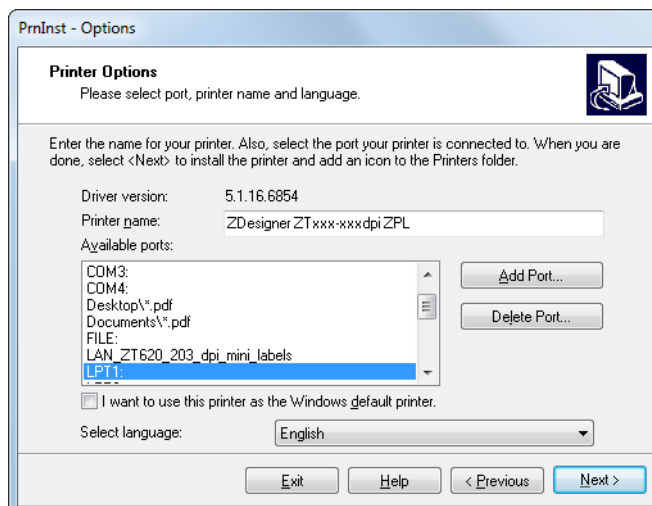 PrnInst - Options
Printer Options
Please select port, printer name and language.
Enter the name for your printer. Also, select the port your printer is connected to. When you are
done, select <Next> to install the printer and add an icon to the Printers folder.
Driver version: 5.1.16.6854
Printer name: ZDesigner ZTxxx-xxxdpi ZPL
Available ports:
COM3:
COM4:
Desktop\*.pdf
Documents\*.pdf
FILE:
LAN_ZT620_203_dpi_mini_labels
LPT1:
Add Port...
Delete Port...
I want to use this printer as the Windows default printer.
Select language: English
Exit Help < Previous Next >